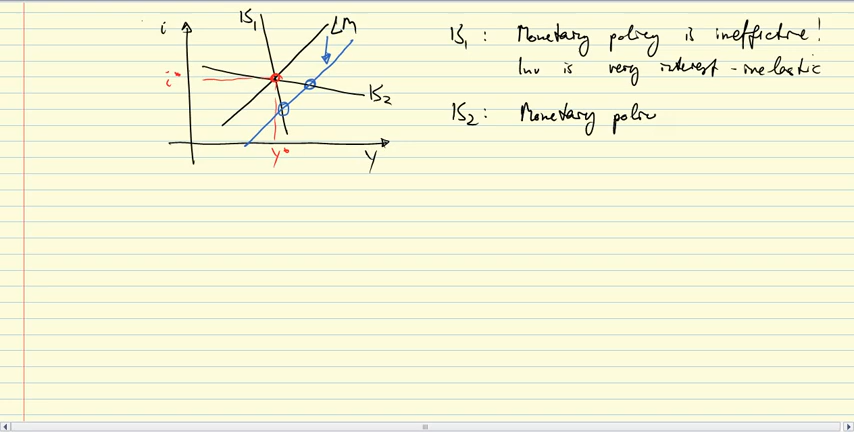 i
IS₁
LM
IS₂
i*
Y*
Y
IS₁ : Monetary policy is ineffective!
Inv is very interest-inelastic
IS₂ : Monetary polic